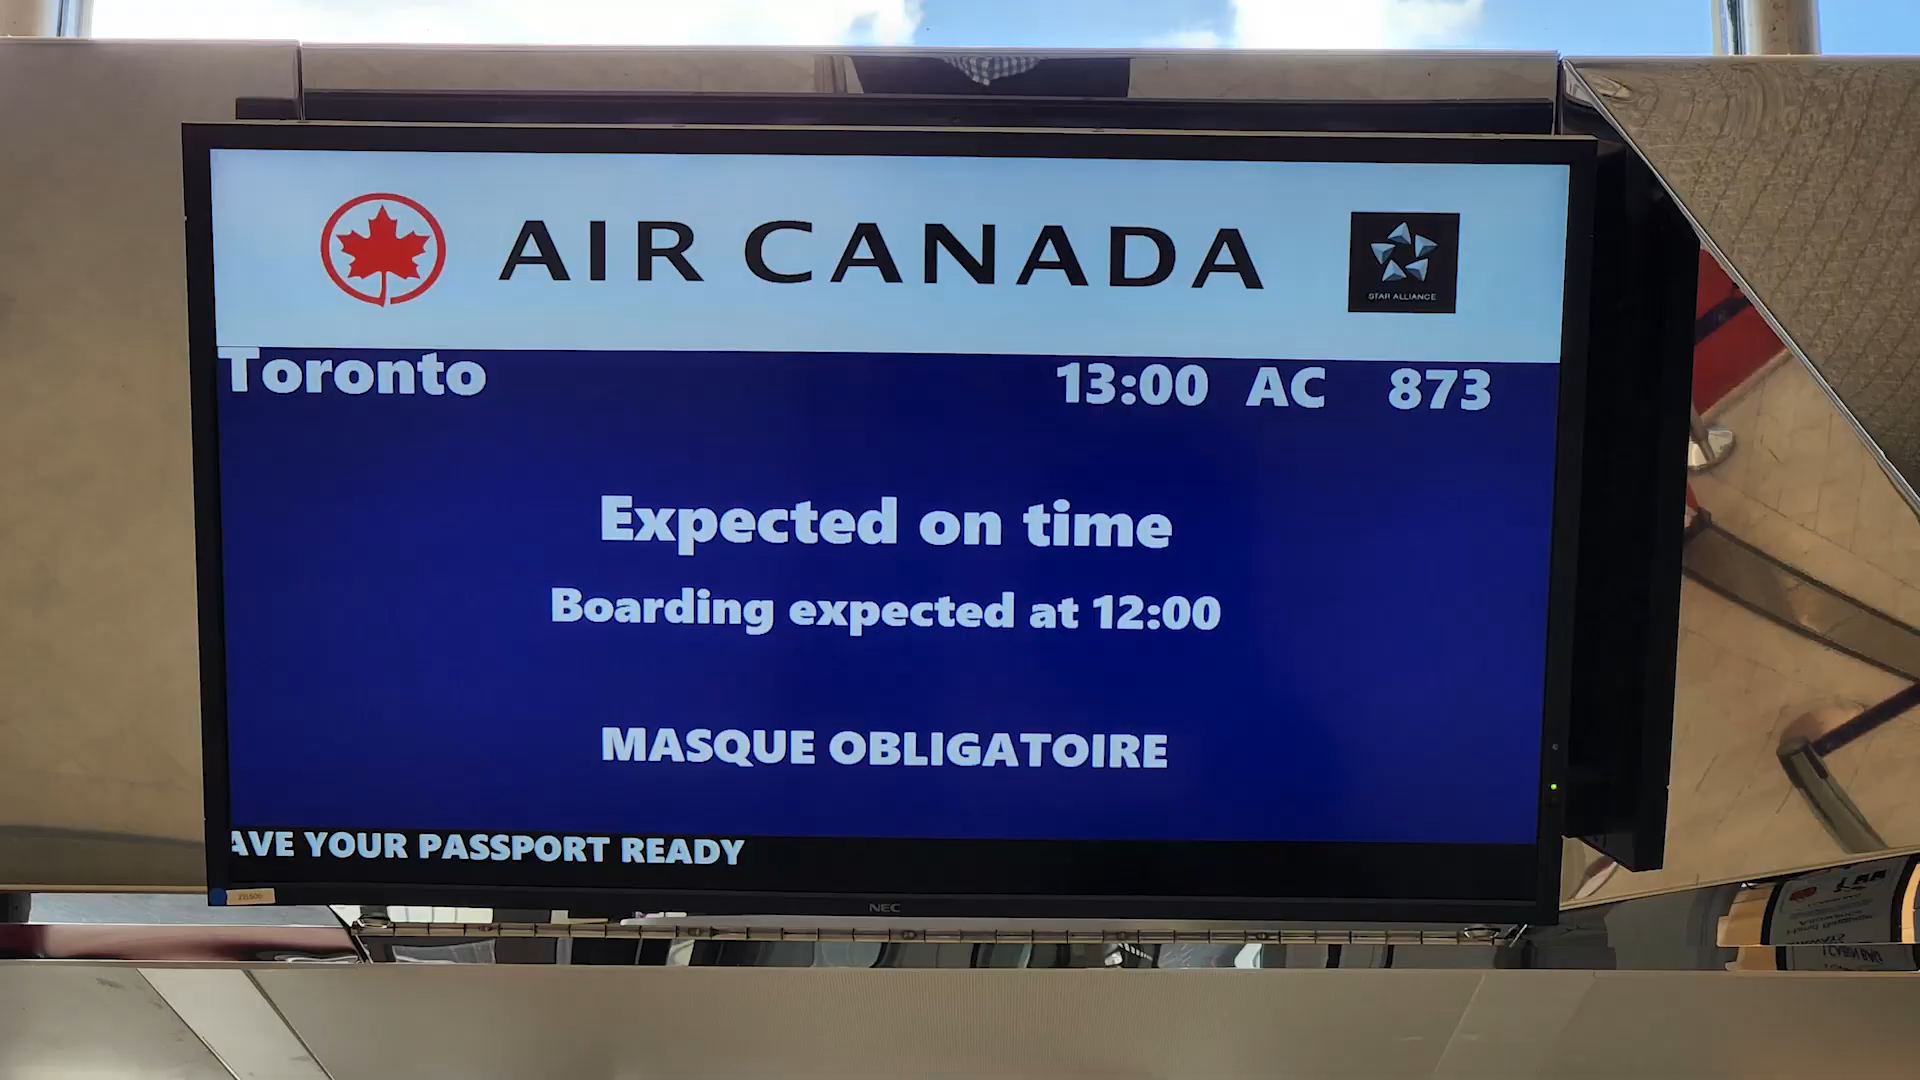 AIR CANADA
STAR ALLIANCE
Toronto 13:00 AC 873
Expected on time
Boarding expected at 12:00
MASQUE OBLIGATOIRE
AVE YOUR PASSPORT READY
NEC